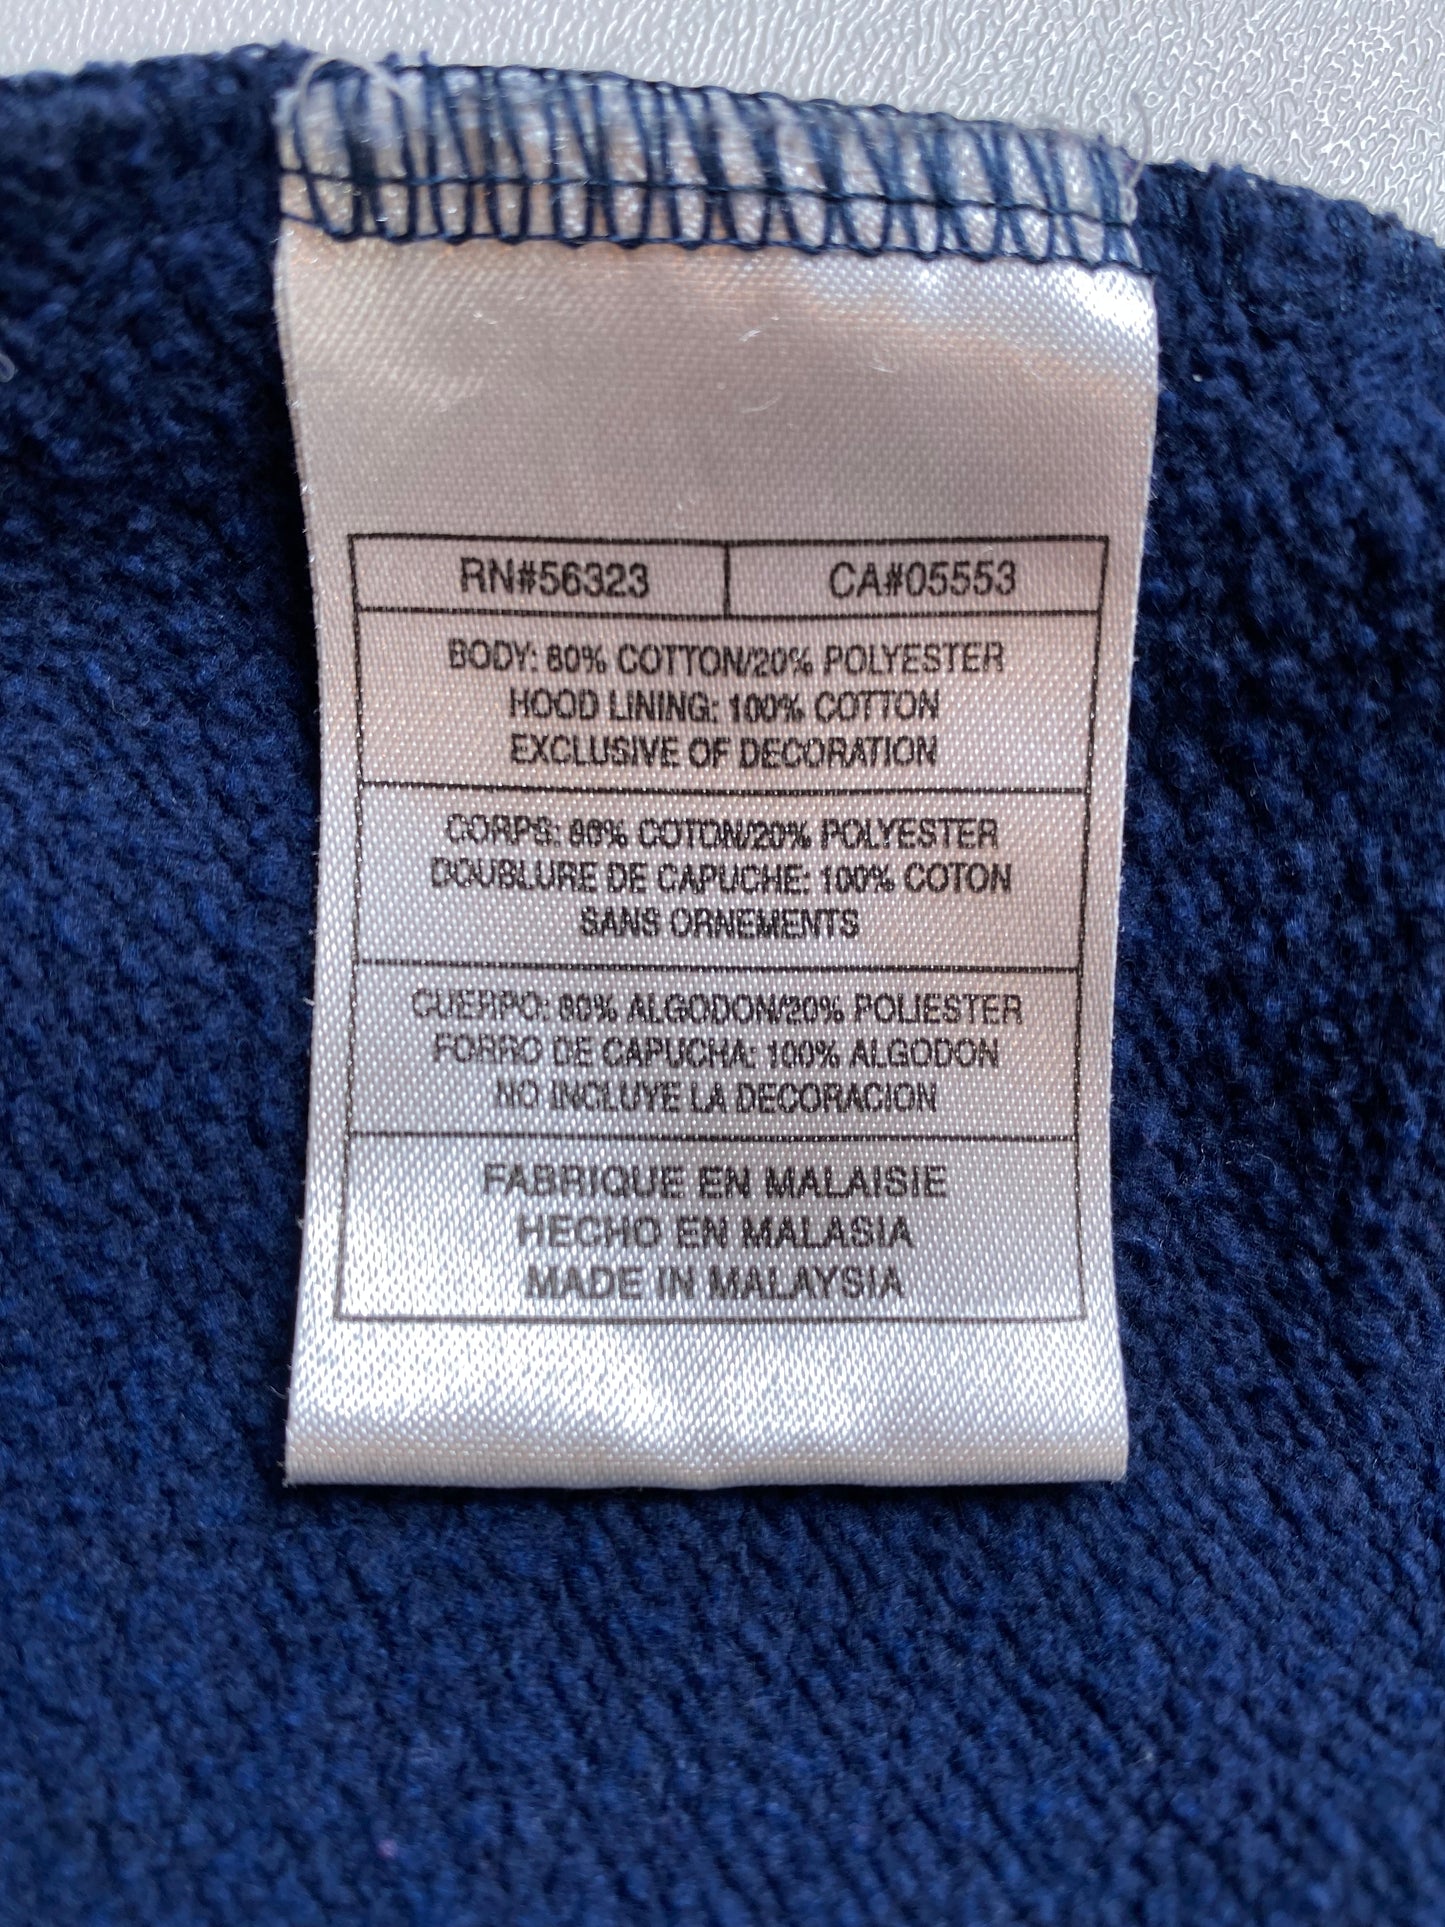 RN#56323 CA#05553
BODY: 80% COTTON/20% POLYESTER
HOOD LINING: 100% COTTON
EXCLUSIVE OF DECORATION
CORPS: 80% COTON/20% POLYESTER
DOUBLURE DE CAPUCHE: 100% COTON
SANS ORNEMENTS
CUERPO: 80% ALGODON/20% POLIESTER
FORRO DE CAPUCHA: 100% ALGODON
NO INCLUYE LA DECORACION
FABRIQUE EN MALAISIE
HECHO EN MALASIA
MADE IN MALAYSIA